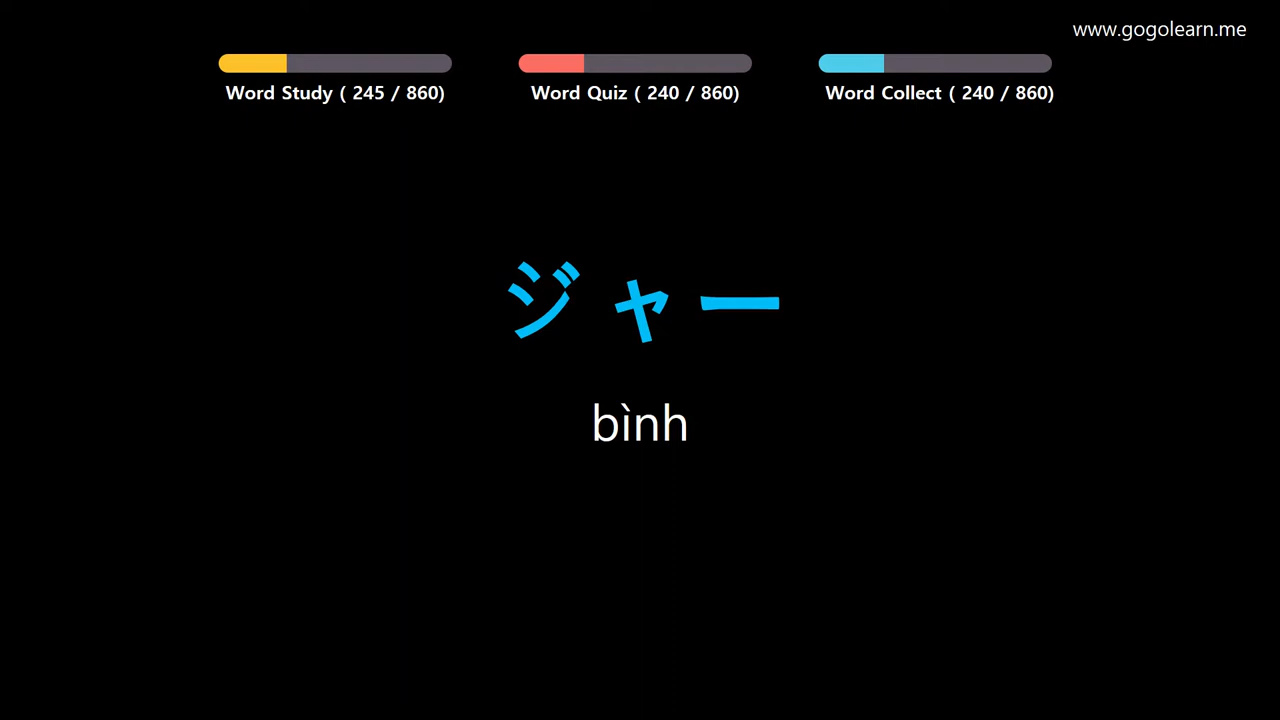 www.gogolearn.me
Word Study ( 245 / 860)
Word Quiz ( 240 / 860)
Word Collect ( 240 / 860)
ジャー
bình